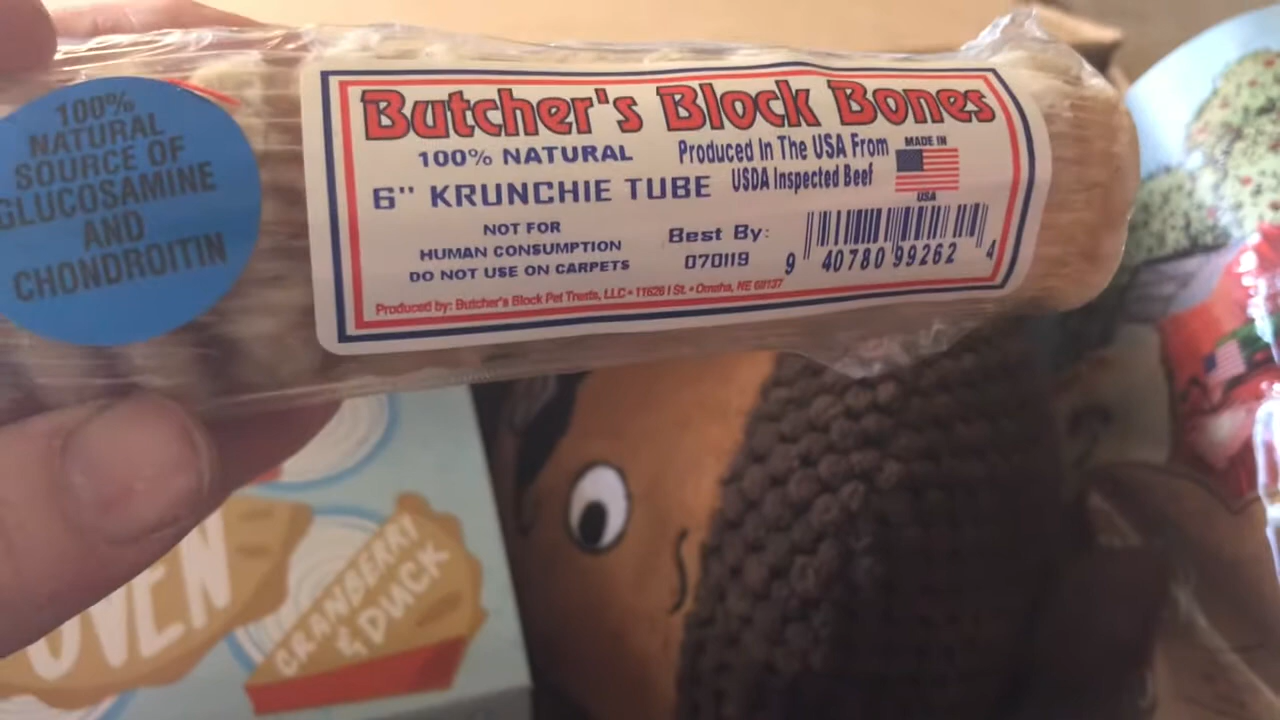 100%
NATURAL
SOURCE OF
GLUCOSAMINE
AND
CHONDROITIN
Butcher's Block Bones
100% NATURAL
6" KRUNCHIE TUBE
NOT FOR
HUMAN CONSUMPTION
DO NOT USE ON CARPETS
Produced In The USA From
USDA Inspected Beef
MADE IN
USA
Best By:
070119
9 40780 99262 4
Produced by: Butcher's Block Pet Treats, LLC • 11626 I St. • Omaha, NE 68137
OVEN
CRANBERRY
& DUCK